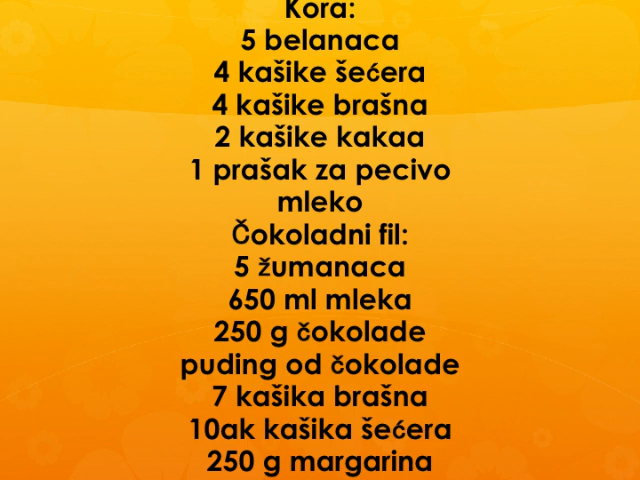 Kora:
5 belanaca
4 kašike šećera
4 kašike brašna
2 kašike kakaa
1 prašak za pecivo
mleko
Čokoladni fil:
5 žumanaca
650 ml mleka
250 g čokolade
puding od čokolade
7 kašika brašna
10ak kašika šećera
250 g margarina